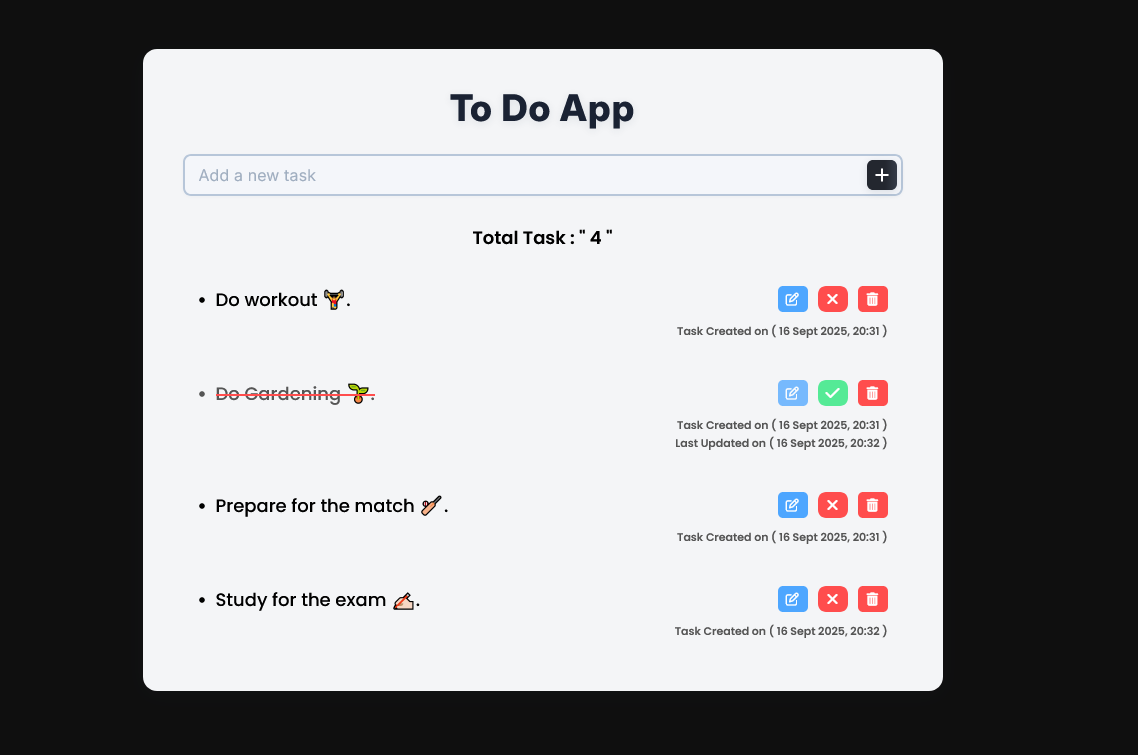 To Do App
Add a new task
Total Task : " 4 "
• Do workout 🏋️.
Task Created on ( 16 Sept 2025, 20:31 )
• Do Gardening 🌱.
Task Created on ( 16 Sept 2025, 20:31 )
Last Updated on ( 16 Sept 2025, 20:32 )
• Prepare for the match 🏏.
Task Created on ( 16 Sept 2025, 20:31 )
• Study for the exam ✍️.
Task Created on ( 16 Sept 2025, 20:32 )